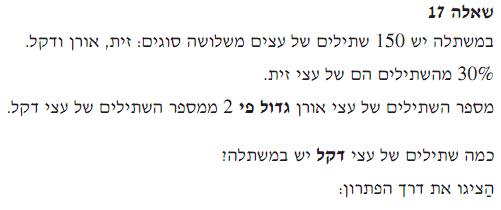 שאלה 17
במשתלה יש 150 שתילים של עצים משלושה סוגים: זית, אורן ודקל.
30% מהשתילים הם של עצי זית.
מספר השתילים של עצי אורן גדול פי 2 ממספר השתילים של עצי דקל.
כמה שתילים של עצי דקל יש במשתלה?
הַציגו את דרך הפתרון: